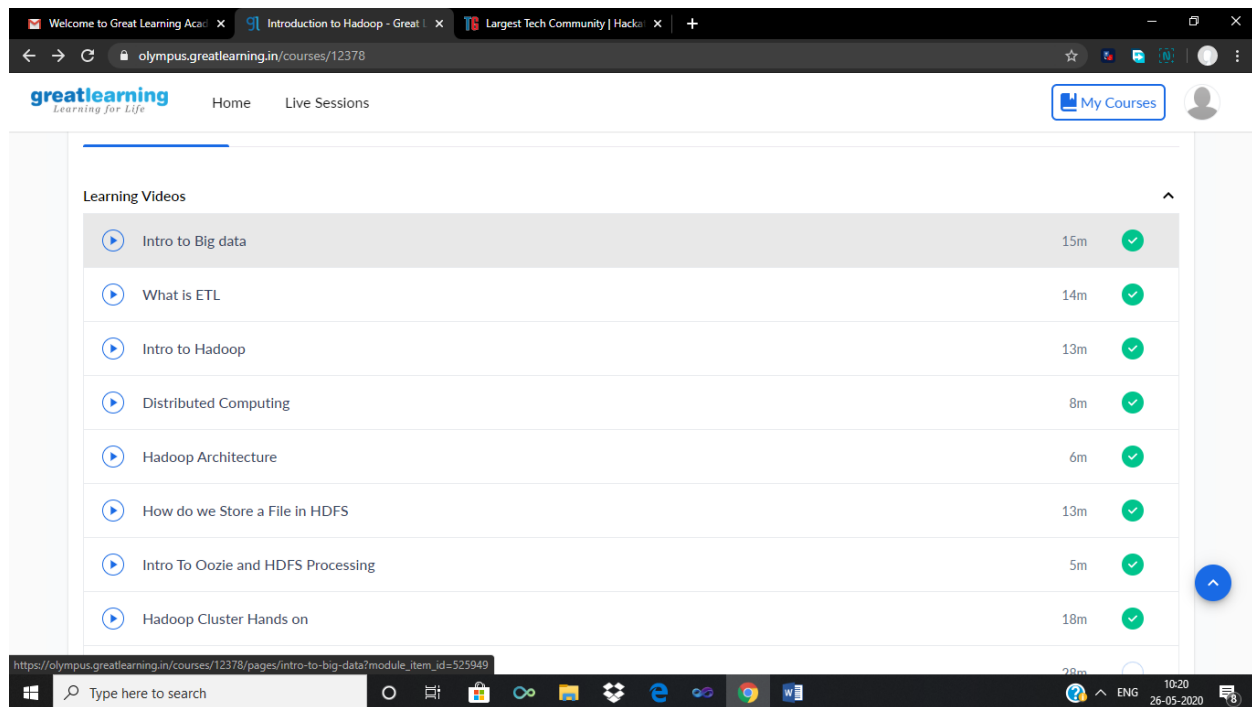 Welcome to Great Learning Acad
Introduction to Hadoop - Great L
Largest Tech Community | Hacka
olympus.greatlearning.in/courses/12378
greatlearning
Learning for Life
Home
Live Sessions
My Courses
Learning Videos
Intro to Big data 15m
What is ETL 14m
Intro to Hadoop 13m
Distributed Computing 8m
Hadoop Architecture 6m
How do we Store a File in HDFS 13m
Intro To Oozie and HDFS Processing 5m
Hadoop Cluster Hands on 18m
28m
https://olympus.greatlearning.in/courses/12378/pages/intro-to-big-data?module_item_id=525949
Type here to search
ENG
10:20
26-05-2020
8